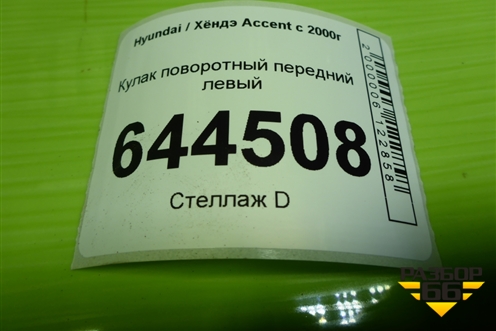 Hyundai / Хёндэ Accent с 2000г
Кулак поворотный передний
левый
644508
Стеллаж D
2000006122858
РАЗБОР
66